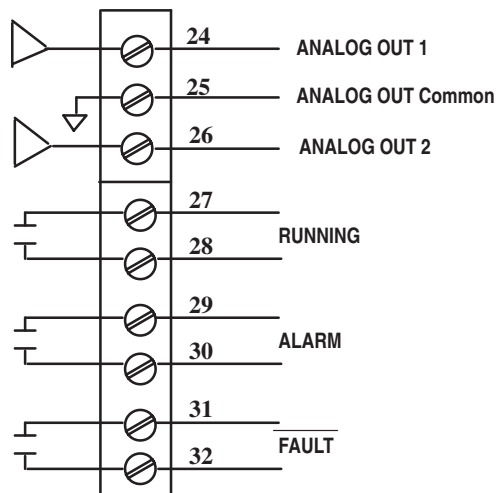 24 ANALOG OUT 1
25 ANALOG OUT Common
26 ANALOG OUT 2
27
RUNNING
28
29
ALARM
30
31
FAULT
32